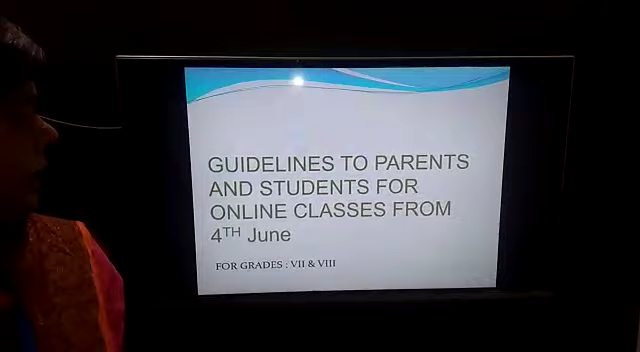 GUIDELINES TO PARENTS
AND STUDENTS FOR
ONLINE CLASSES FROM
4TH June
FOR GRADES : VII & VIII